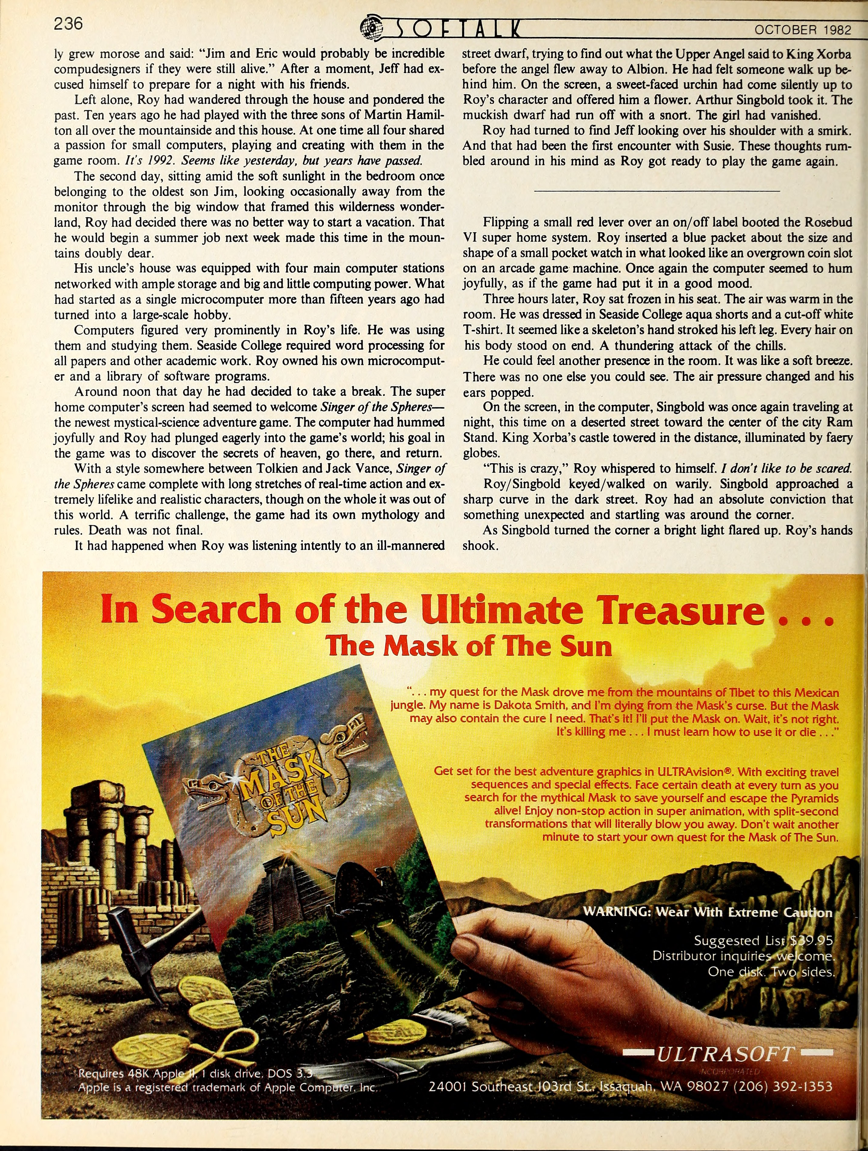 236
SOFTALK
OCTOBER 1982
ly grew morose and said: “Jim and Eric would probably be incredible
compudesigners if they were still alive.” After a moment, Jeff had ex-
cused himself to prepare for a night with his friends.
Left alone, Roy had wandered through the house and pondered the
past. Ten years ago he had played with the three sons of Martin Hamil-
ton all over the mountainside and this house. At one time all four shared
a passion for small computers, playing and creating with them in the
game room. It's 1992. Seems like yesterday, but years have passed.
The second day, sitting amid the soft sunlight in the bedroom once
belonging to the oldest son Jim, looking occasionally away from the
monitor through the big window that framed this wilderness wonder-
land, Roy had decided there was no better way to start a vacation. That
he would begin a summer job next week made this time in the moun-
tains doubly dear.
His uncle's house was equipped with four main computer stations
networked with ample storage and big and little computing power. What
had started as a single microcomputer more than fifteen years ago had
turned into a large-scale hobby.
Computers figured very prominently in Roy's life. He was using
them and studying them. Seaside College required word processing for
all papers and other academic work. Roy owned his own microcomput-
er and a library of software programs.
Around noon that day he had decided to take a break. The super
home computer's screen had seemed to welcome Singer of the Spheres—
the newest mystical-science adventure game. The computer had hummed
joyfully and Roy had plunged eagerly into the game's world; his goal in
the game was to discover the secrets of heaven, go there, and return.
With a style somewhere between Tolkien and Jack Vance, Singer of
the Spheres came complete with long stretches of real-time action and ex-
tremely lifelike and realistic characters, though on the whole it was out of
this world. A terrific challenge, the game had its own mythology and
rules. Death was not final.
It had happened when Roy was listening intently to an ill-mannered
street dwarf, trying to find out what the Upper Angel said to King Xorba
before the angel flew away to Albion. He had felt someone walk up be-
hind him. On the screen, a sweet-faced urchin had come silently up to
Roy's character and offered him a flower. Arthur Singbold took it. The
muckish dwarf had run off with a snort. The girl had vanished.
Roy had turned to find Jeff looking over his shoulder with a smirk.
And that had been the first encounter with Susie. These thoughts rum-
bled around in his mind as Roy got ready to play the game again.
Flipping a small red lever over an on/off label booted the Rosebud
VI super home system. Roy inserted a blue packet about the size and
shape of a small pocket watch in what looked like an overgrown coin slot
on an arcade game machine. Once again the computer seemed to hum
joyfully, as if the game had put it in a good mood.
Three hours later, Roy sat frozen in his seat. The air was warm in the
room. He was dressed in Seaside College aqua shorts and a cut-off white
T-shirt. It seemed like a skeleton's hand stroked his left leg. Every hair on
his body stood on end. A thundering attack of the chills.
He could feel another presence in the room. It was like a soft breeze.
There was no one else you could see. The air pressure changed and his
ears popped.
On the screen, in the computer, Singbold was once again traveling at
night, this time on a deserted street toward the center of the city Ram
Stand. King Xorba's castle towered in the distance, illuminated by faery
globes.
“This is crazy,” Roy whispered to himself. I don't like to be scared.
Roy/Singbold keyed/walked on warily. Singbold approached a
sharp curve in the dark street. Roy had an absolute conviction that
something unexpected and startling was around the corner.
As Singbold turned the corner a bright light flared up. Roy's hands
shook.
In Search of the Ultimate Treasure . . .
The Mask of The Sun
". . . my quest for the Mask drove me from the mountains of Tibet to this Mexican
jungle. My name is Dakota Smith, and I'm dying from the Mask's curse. But the Mask
may also contain the cure I need. That's it! I'll put the Mask on. Wait, it's not right.
It's killing me . . . I must learn how to use it or die . . ."
THE
MASK
OF THE
SUN
Get set for the best adventure graphics in ULTRAvision®. With exciting travel
sequences and special effects. Face certain death at every turn as you
search for the mythical Mask to save yourself and escape the Pyramids
alive! Enjoy non-stop action in super animation, with split-second
transformations that will literally blow you away. Don't wait another
minute to start your own quest for the Mask of The Sun.
WARNING: Wear With Extreme Caution
Suggested List $39.95
Distributor inquiries welcome.
One disk. Two sides.
ULTRASOFT
INCORPORATED
Requires 48K Apple II, 1 disk drive, DOS 3.3
Apple is a registered trademark of Apple Computer, Inc.
24001 Southeast 103rd St., Issaquah, WA 98027 (206) 392-1353